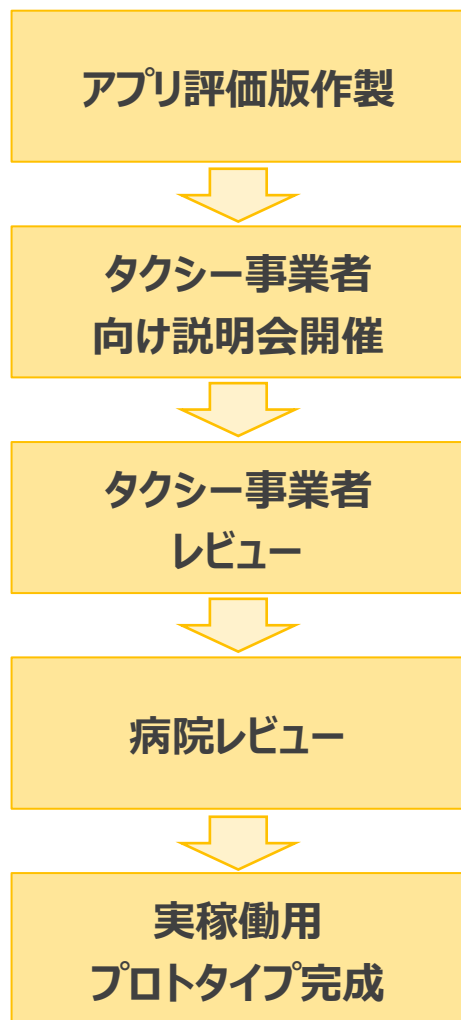 アプリ評価版作製
タクシー事業者
向け説明会開催
タクシー事業者
レビュー
病院レビュー
実稼働用
プロトタイプ完成